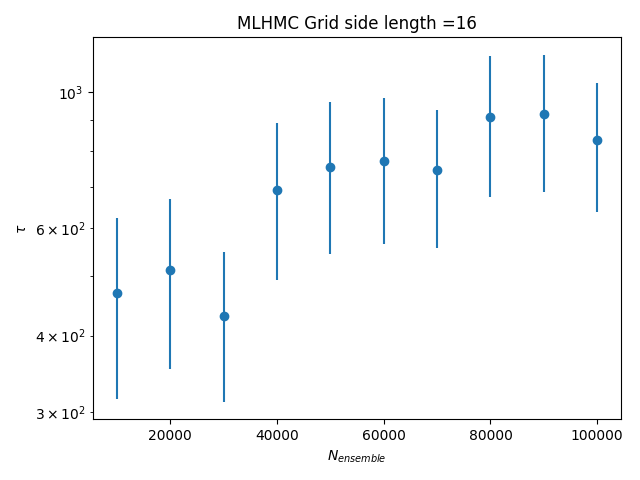 MLHMC Grid side length =16
10³
6 × 10²
4 × 10²
3 × 10²
τ
20000 40000 60000 80000 100000
N_ensemble